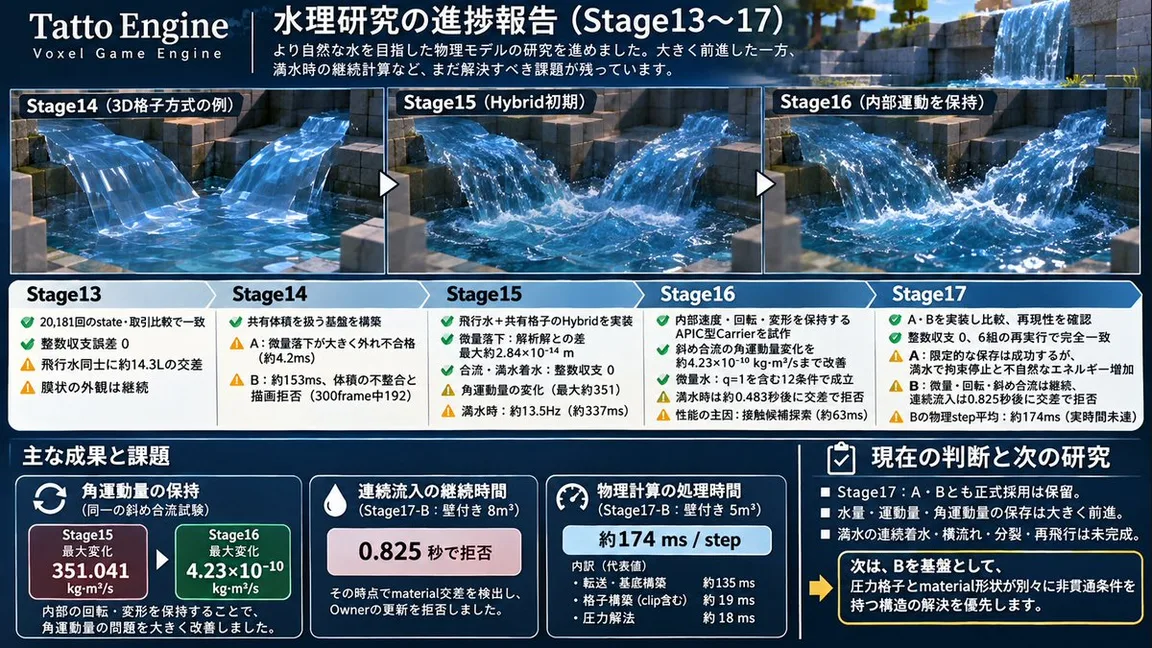 Tatto Engine
Voxel Game Engine
水理研究の進捗報告（Stage13～17）
より自然な水を目指した物理モデルの研究を進めました。大きく前進した一方、
満水時の継続計算など、まだ解決すべき課題が残っています。
Stage14（3D格子方式の例）
Stage15（Hybrid初期）
Stage16（内部運動を保持）
Stage13
20,181回のstate・取引比較で一致
整数収支誤差 0
飛行水同士に約14.3Lの交差
膜状の外観は継続
Stage14
共有体積を扱う基盤を構築
A：微量落下が大きく外れ不合格
（約4.2ms）
B：約153ms、体積の不整合と
描画拒否（300frame中192）
Stage15
飛行水＋共有格子のHybridを実装
微量落下：解析解との差
最大約2.84×10⁻¹⁴ m
合流・満水着水：整数収支 0
角運動量の変化（最大約351）
満水時：約13.5Hz（約337ms）
Stage16
内部速度・回転・変形を保持する
APIC型Carrierを試作
斜め合流の角運動量変化を
約4.23×10⁻¹⁰ kg·m²/sまで改善
微量水：q=1を含む12条件で成立
満水時は約0.483秒後に交差で拒否
性能の主因：接触候補探索（約63ms）
Stage17
A・Bを実装し比較、再現性を確認
整数収支 0、6組の再実行で完全一致
A：限定的な保存は成功するが、
満水で拘束停止と不自然なエネルギー増加
B：微量・回転・斜め合流は継続、
連続流入は0.825秒後に交差で拒否
Bの物理step平均：約174ms（実時間未達）
主な成果と課題
角運動量の保持
（同一の斜め合流試験）
Stage15
最大変化
351.041
kg·m²/s
Stage16
最大変化
4.23×10⁻¹⁰
kg·m²/s
内部の回転・変形を保持することで、
角運動量の問題を大きく改善しました。
連続流入の継続時間
（Stage17-B：壁付き 8m³）
0.825 秒で拒否
その時点でmaterial交差を検出し、
Ownerの更新を拒否しました。
物理計算の処理時間
（Stage17-B：壁付き 5m³）
約174 ms / step
内訳（代表値）
・転送・基底構築 約135 ms
・格子構築（clip含む） 約 19 ms
・圧力解法 約 18 ms
現在の判断と次の研究
■ Stage17：A・Bとも正式採用は保留。
■ 水量・運動量・角運動量の保存は大きく前進。
■ 満水の連続着水・横流れ・分裂・再飛行は未完成。
次は、Bを基盤として、
圧力格子とmaterial形状が別々に非貫通条件を
持つ構造の解決を優先します。